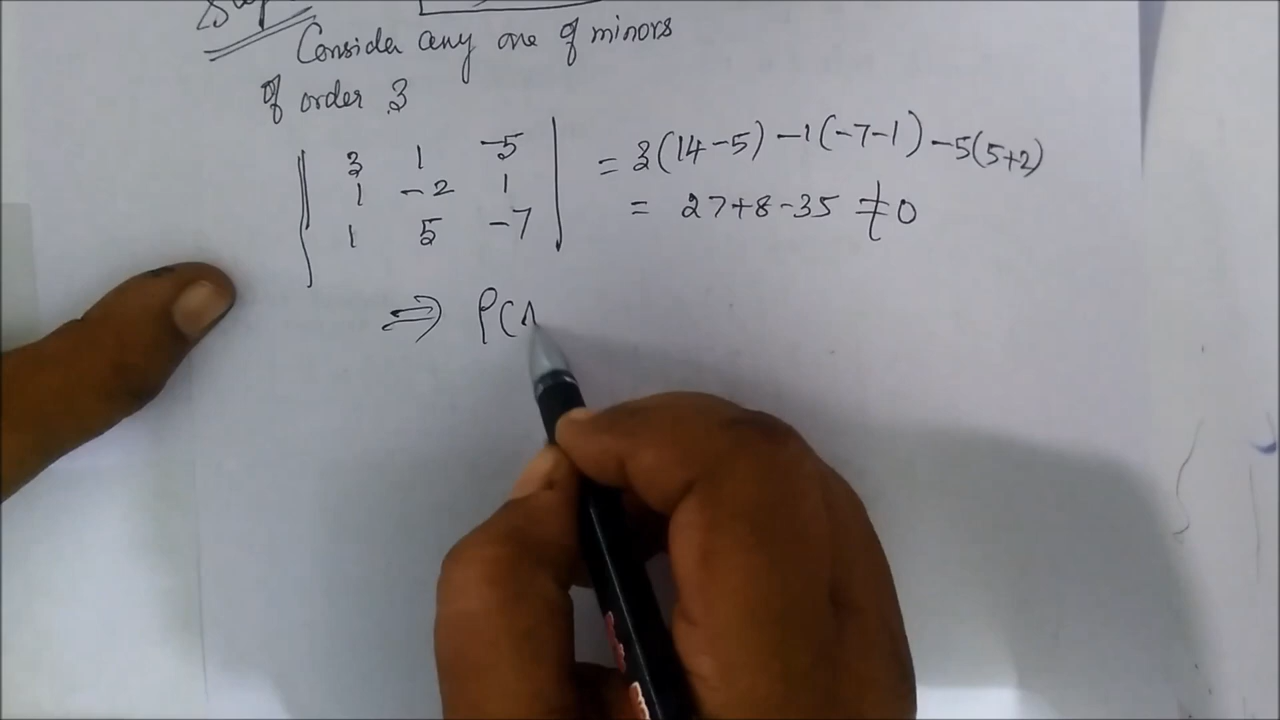 Step
Consider any one of minors
of order 3
| 3 1 -5 | = 3(14-5) -1(-7-1) -5(5+2)
| 1 -2 1 | = 27+8-35 ≠0
| 1 5 -7 |
⇒ ρ(A